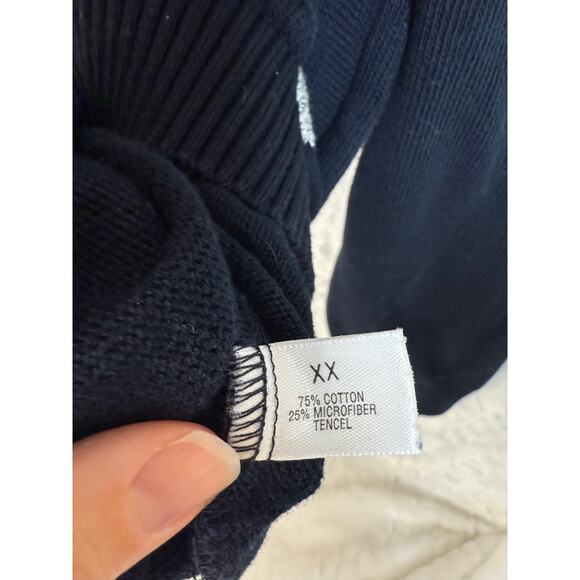 XX
75% COTTON
25% MICROFIBER
TENCEL